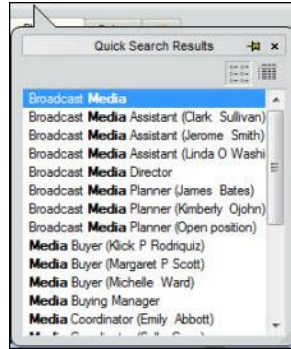 Quick Search Results
Broadcast Media
Broadcast Media Assistant (Clark Sullivan)
Broadcast Media Assistant (Jerome Smith)
Broadcast Media Assistant (Linda O Washi
Broadcast Media Director
Broadcast Media Planner (James Bates)
Broadcast Media Planner (Kimberly Ojohn)
Broadcast Media Planner (Open position)
Media Buyer (Klick P Rodriquiz)
Media Buyer (Margaret P Scott)
Media Buyer (Michelle Ward)
Media Buying Manager
Media Coordinator (Emily Abbott)